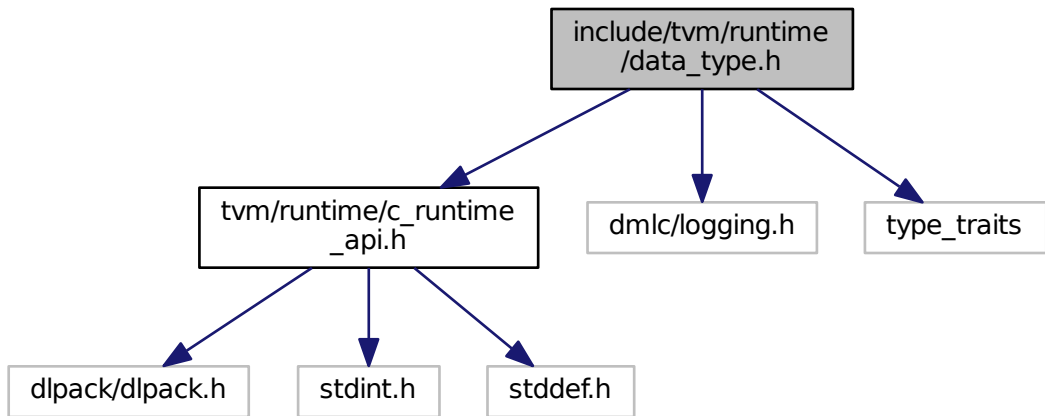 include/tvm/runtime
/data_type.h
tvm/runtime/c_runtime
_api.h
dmlc/logging.h
type_traits
dlpack/dlpack.h
stdint.h
stddef.h